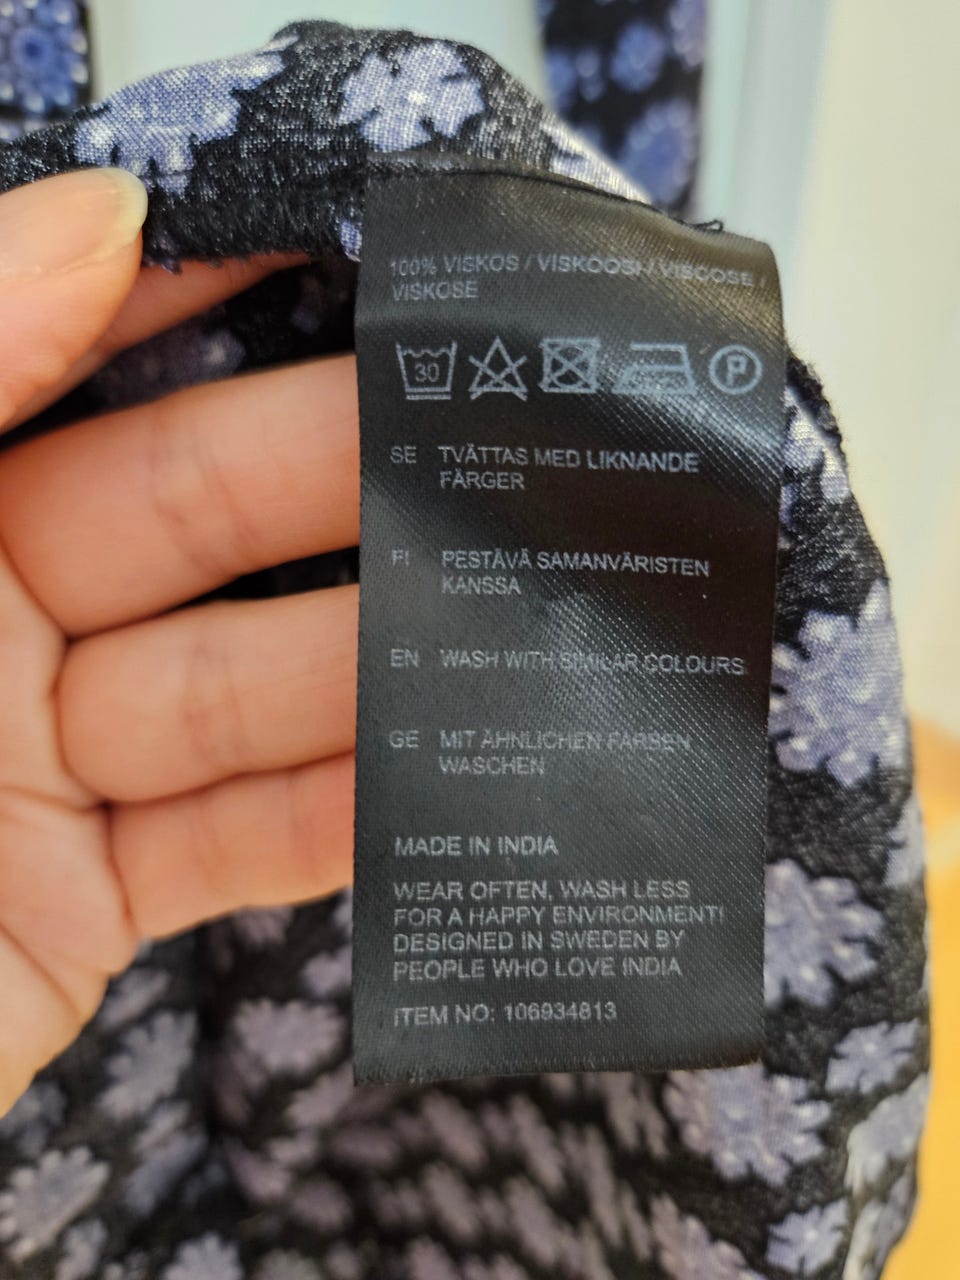 100% VISKOS / VISKOOSI / VISCOSE /
VISKOSE
30
P
SE TVÄTTAS MED LIKNANDE
FÄRGER
FI PESTÄVÄ SAMANVÄRISTEN
KANSSA
EN WASH WITH SIMILAR COLOURS
GE MIT ÄHNLICHEN FARBEN
WASCHEN
MADE IN INDIA
WEAR OFTEN, WASH LESS
FOR A HAPPY ENVIRONMENT!
DESIGNED IN SWEDEN BY
PEOPLE WHO LOVE INDIA
ITEM NO: 106934813